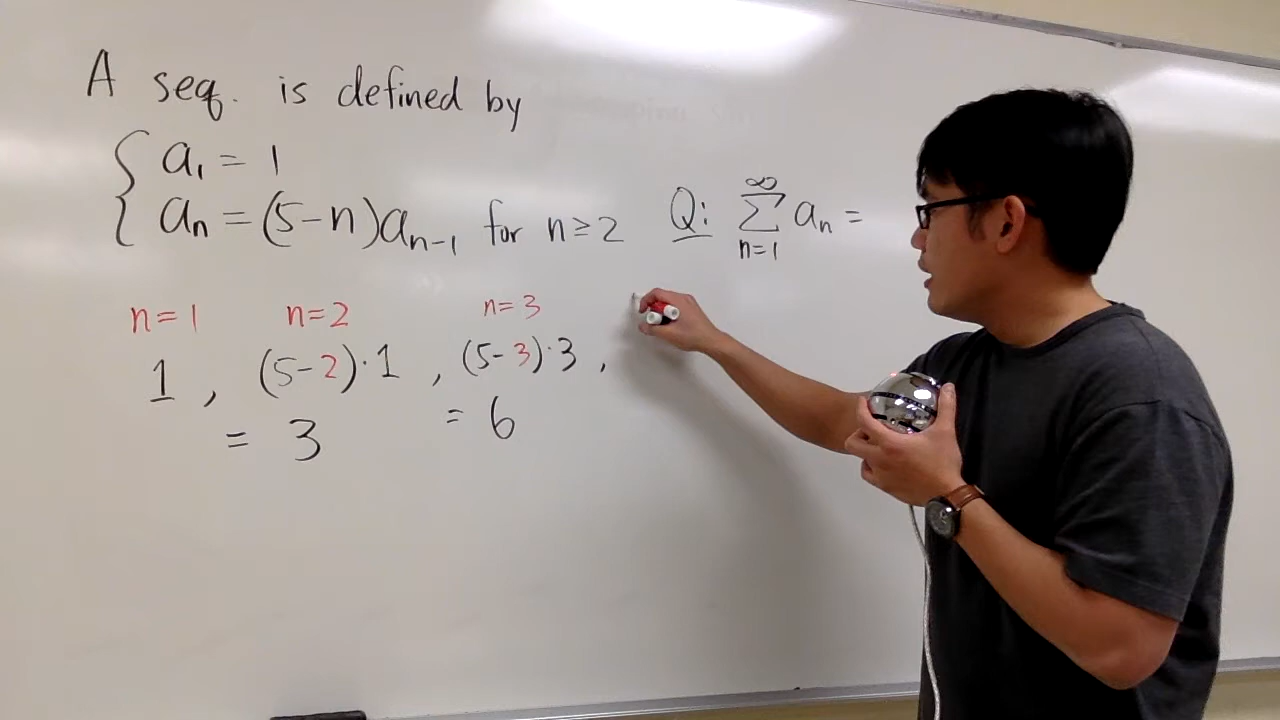 A seq. is defined by
a₁ = 1
aₙ = (5-n)aₙ₋₁ for n ≥ 2 Q: ∞ Σ n=1 aₙ =
n=1 n=2 n=3
1 , (5-2)·1 , (5-3)·3 ,
= 3 = 6